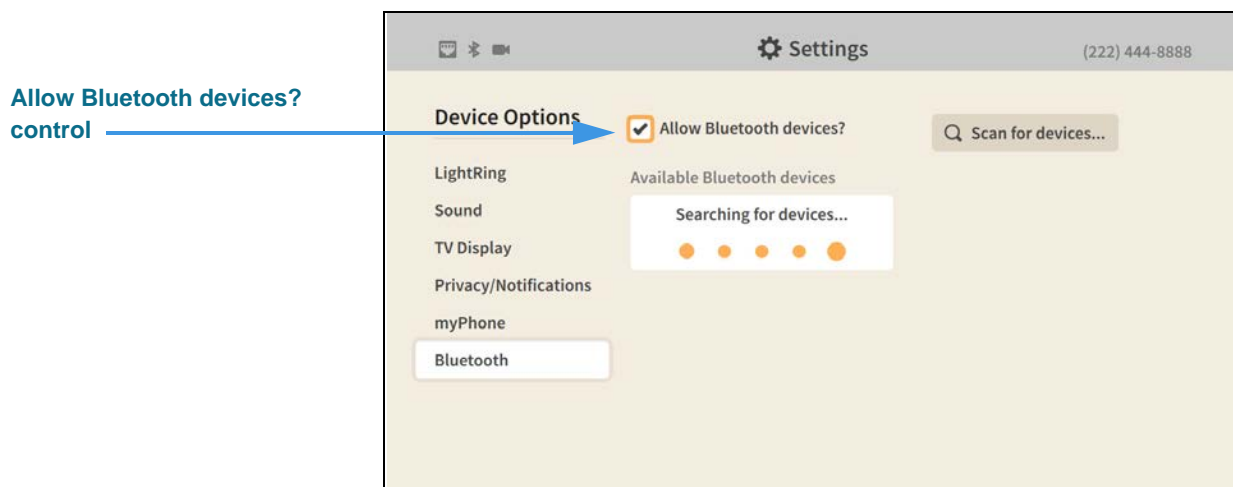 Settings
(222) 444-8888
Allow Bluetooth devices?
control
Device Options
LightRing
Sound
TV Display
Privacy/Notifications
myPhone
Bluetooth
Allow Bluetooth devices?
Scan for devices...
Available Bluetooth devices
Searching for devices...